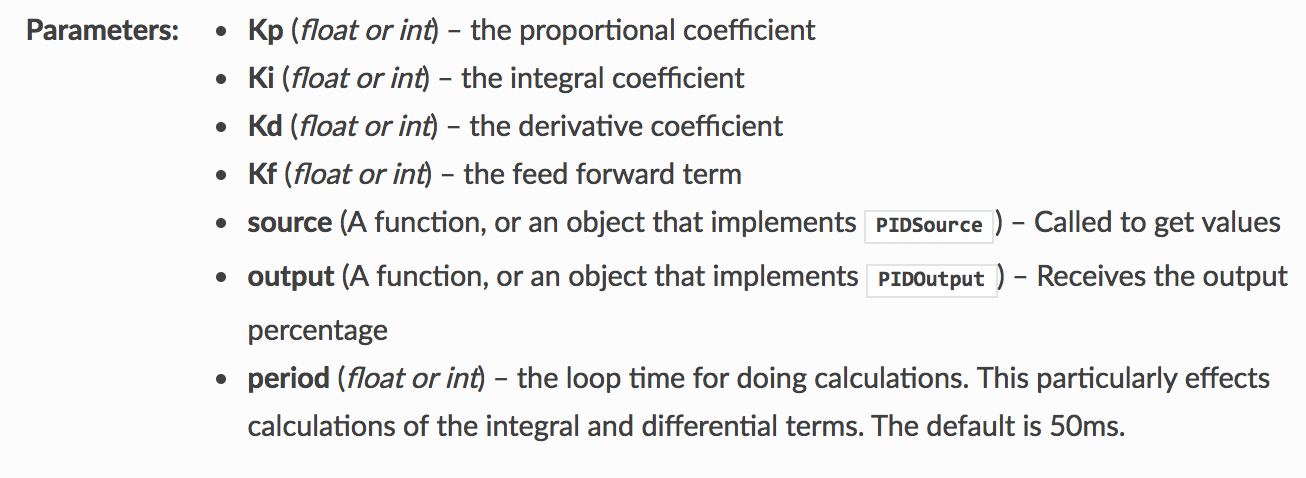 Parameters: • Kp (float or int) – the proportional coefficient
• Ki (float or int) – the integral coefficient
• Kd (float or int) – the derivative coefficient
• Kf (float or int) – the feed forward term
• source (A function, or an object that implements PIDSource) – Called to get values
• output (A function, or an object that implements PIDOutput) – Receives the output
percentage
• period (float or int) – the loop time for doing calculations. This particularly effects
calculations of the integral and differential terms. The default is 50ms.